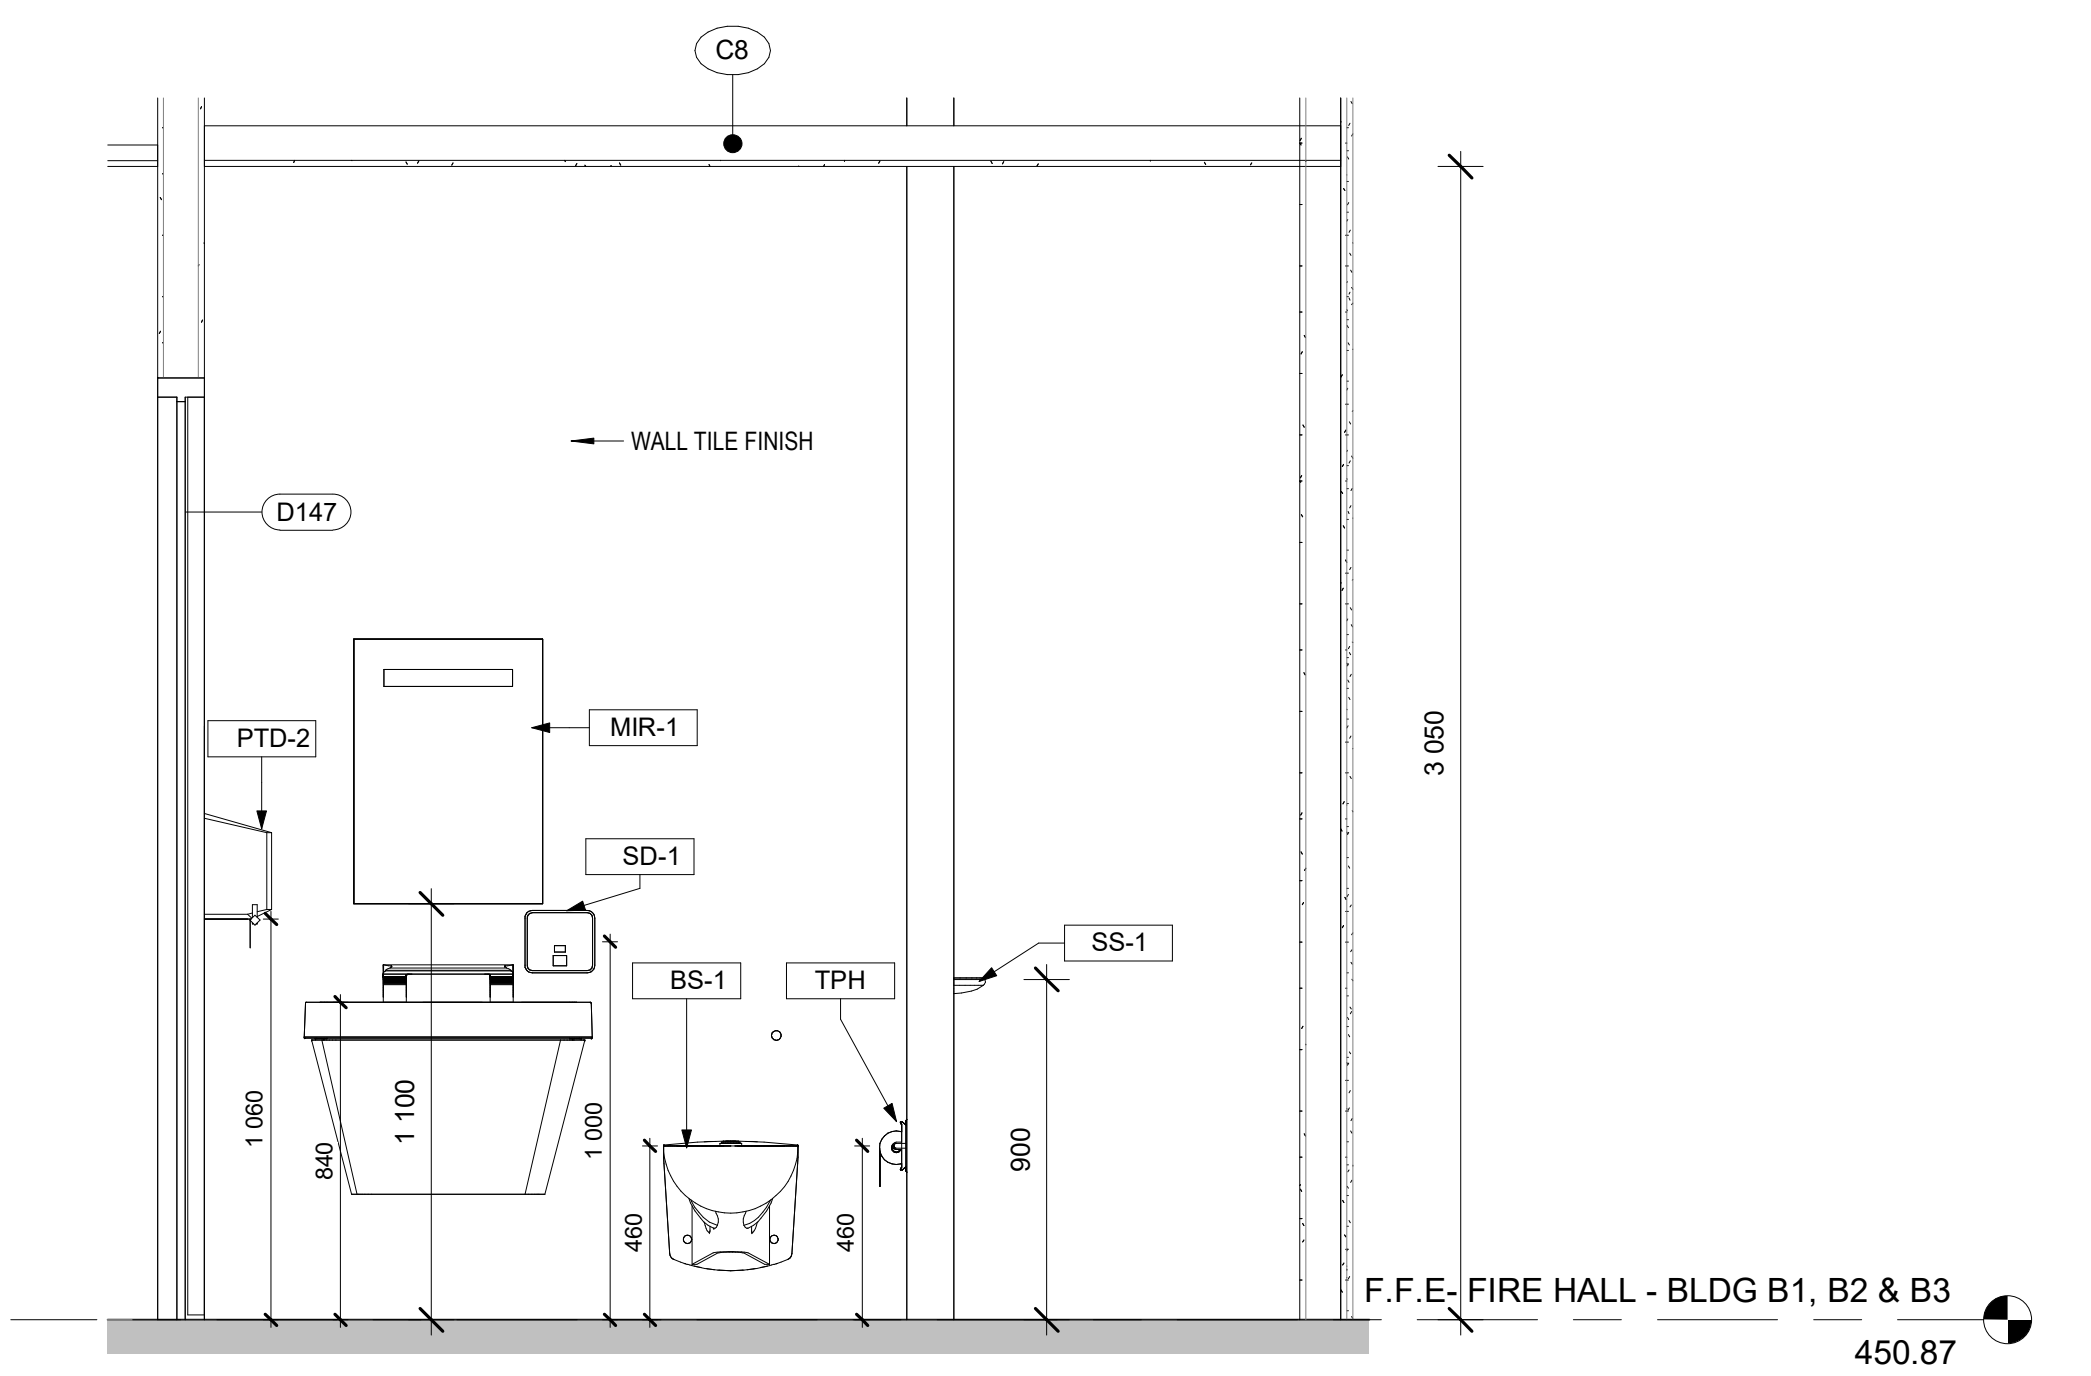 C8
WALL TILE FINISH
D147
MIR-1
PTD-2
3 050
SD-1
SS-1
BS-1
TPH
1 060
840
1 100
1 000
460
460
900
F.F.E- FIRE HALL - BLDG B1, B2 & B3
450.87